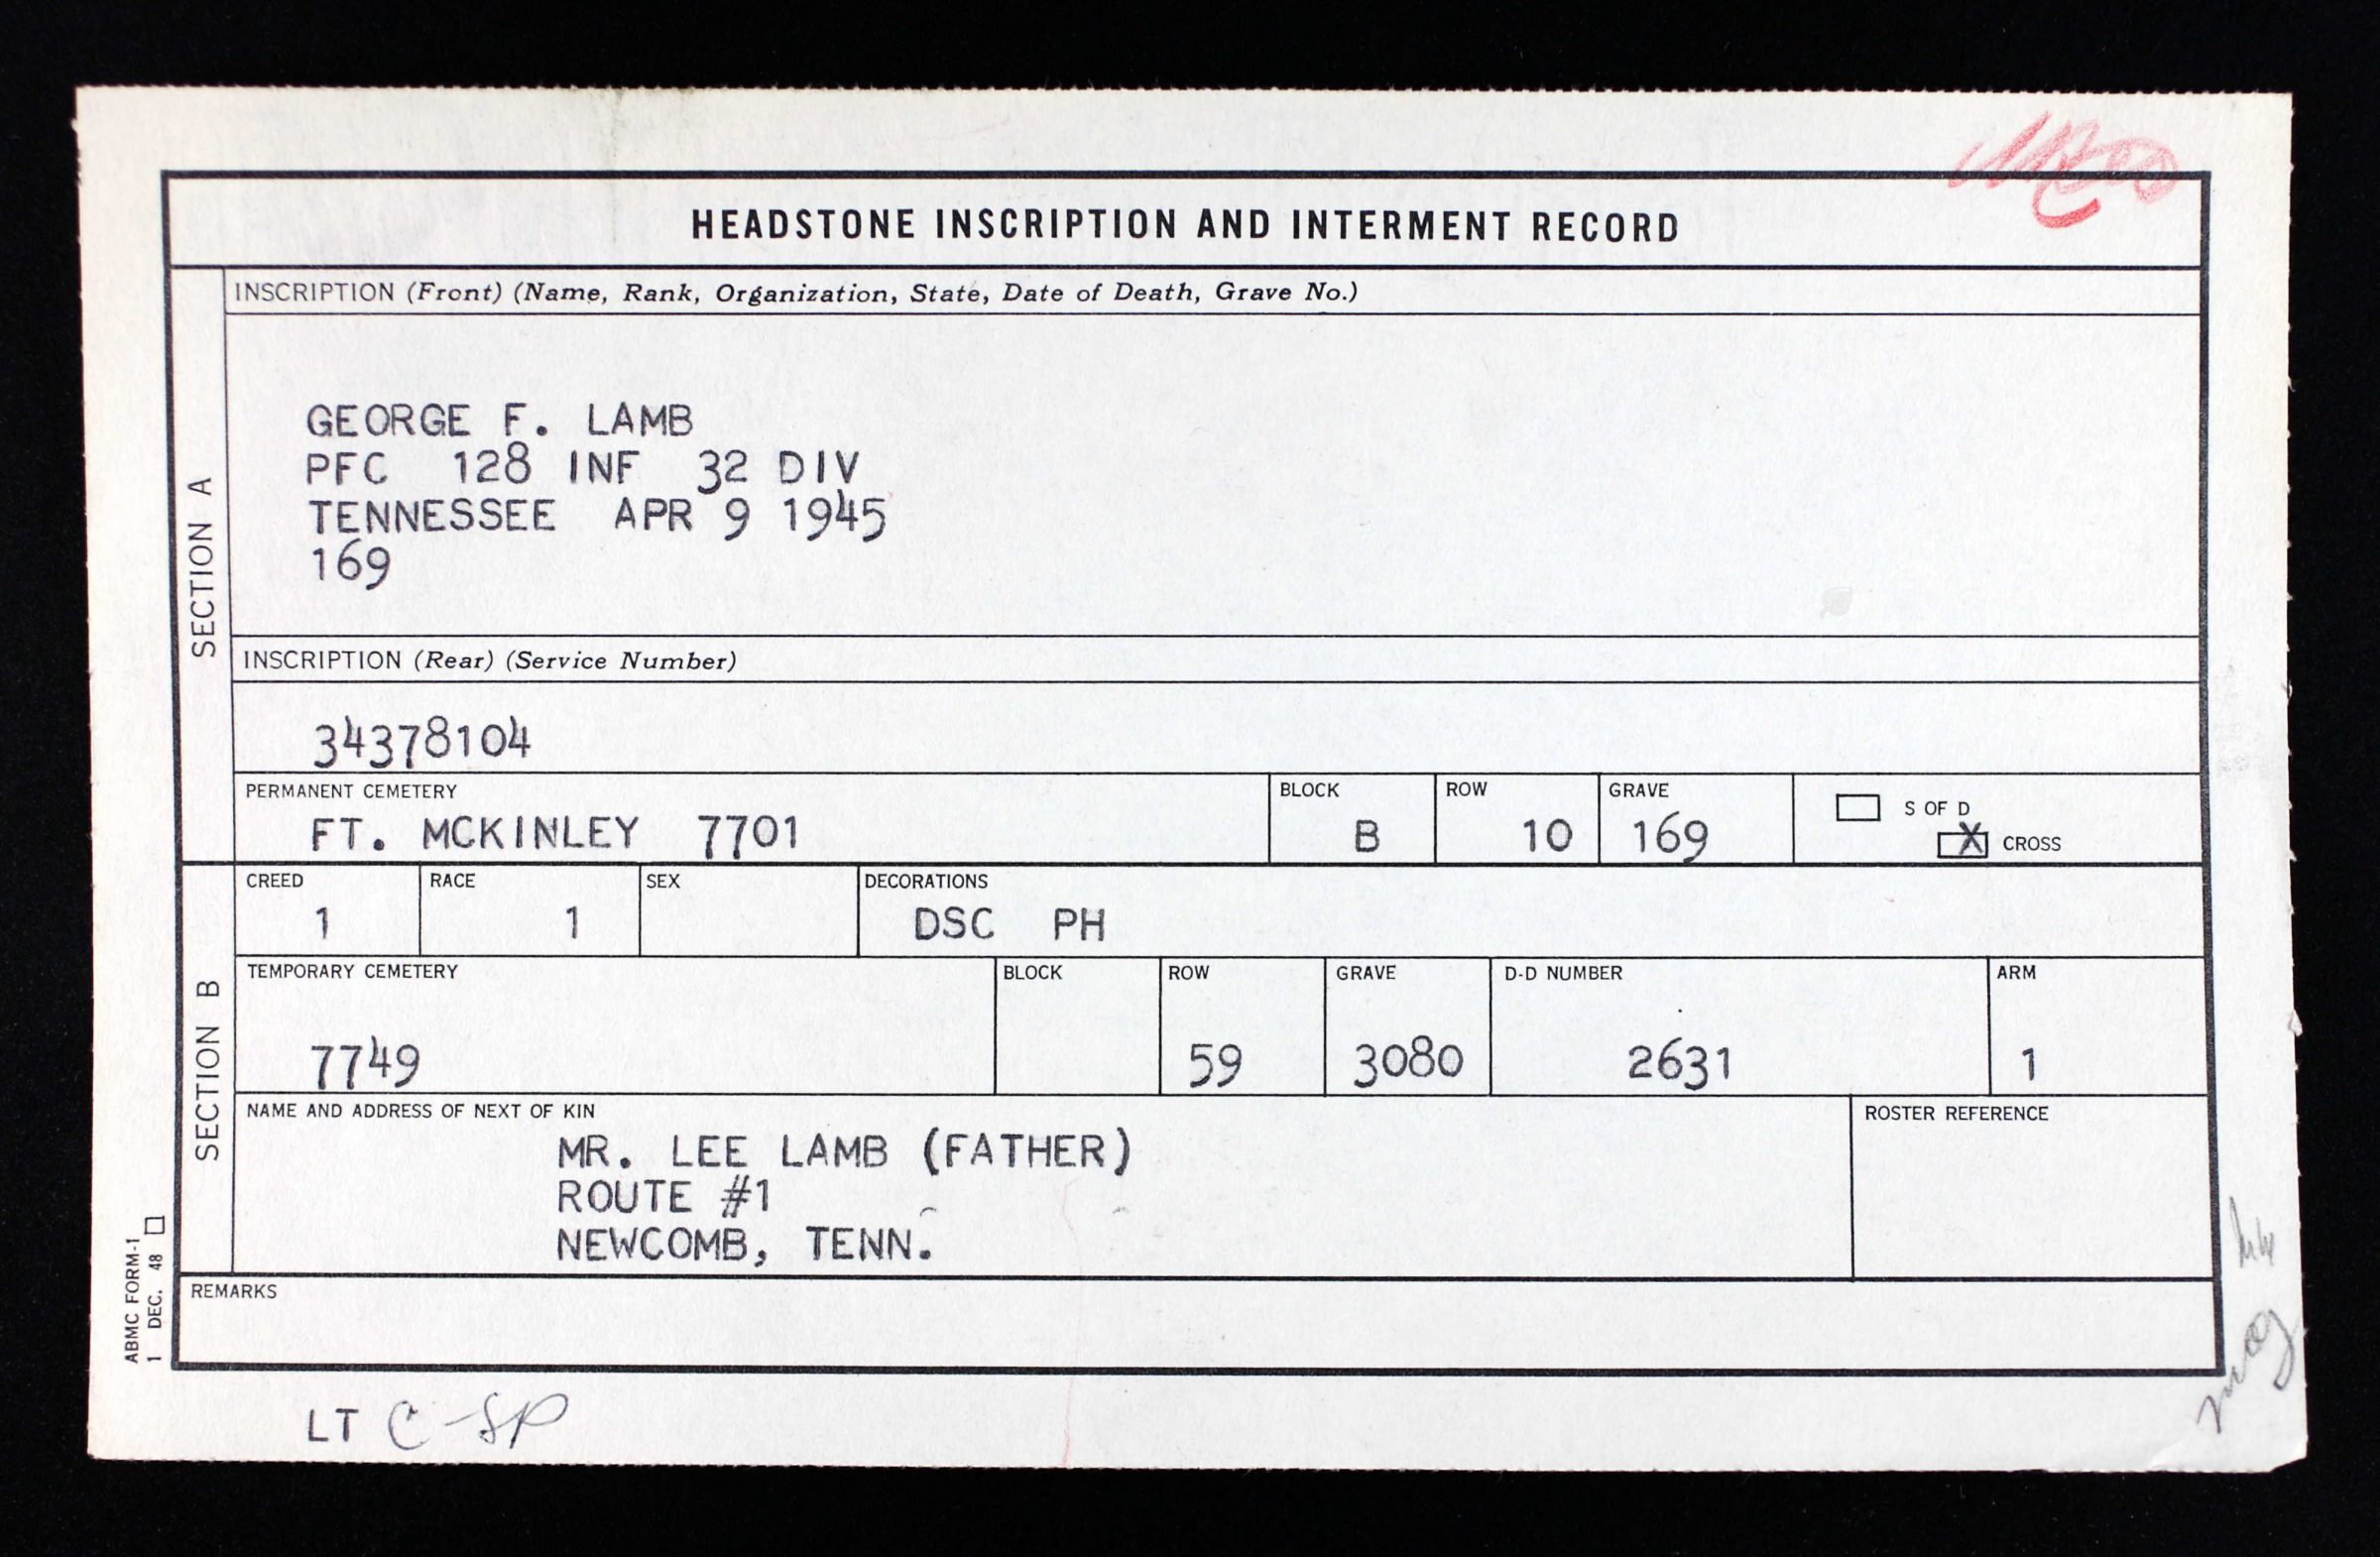 HEADSTONE INSCRIPTION AND INTERMENT RECORD
SECTION A
INSCRIPTION (Front) (Name, Rank, Organization, State, Date of Death, Grave No.)
GEORGE F. LAMB
PFC 128 INF 32 DIV
TENNESSEE APR 9 1945
169
INSCRIPTION (Rear) (Service Number)
34378104
PERMANENT CEMETERY BLOCK ROW GRAVE S OF D
FT. MCKINLEY 7701 B 10 169 X CROSS
SECTION B
CREED RACE SEX DECORATIONS
1 1 DSC PH
TEMPORARY CEMETERY BLOCK ROW GRAVE D-D NUMBER ARM
7749 59 3080 2631 1
NAME AND ADDRESS OF NEXT OF KIN ROSTER REFERENCE
MR. LEE LAMB (FATHER)
ROUTE #1
NEWCOMB, TENN.
REMARKS
ABMC FORM-1
1 DEC. 48
LT C-SP